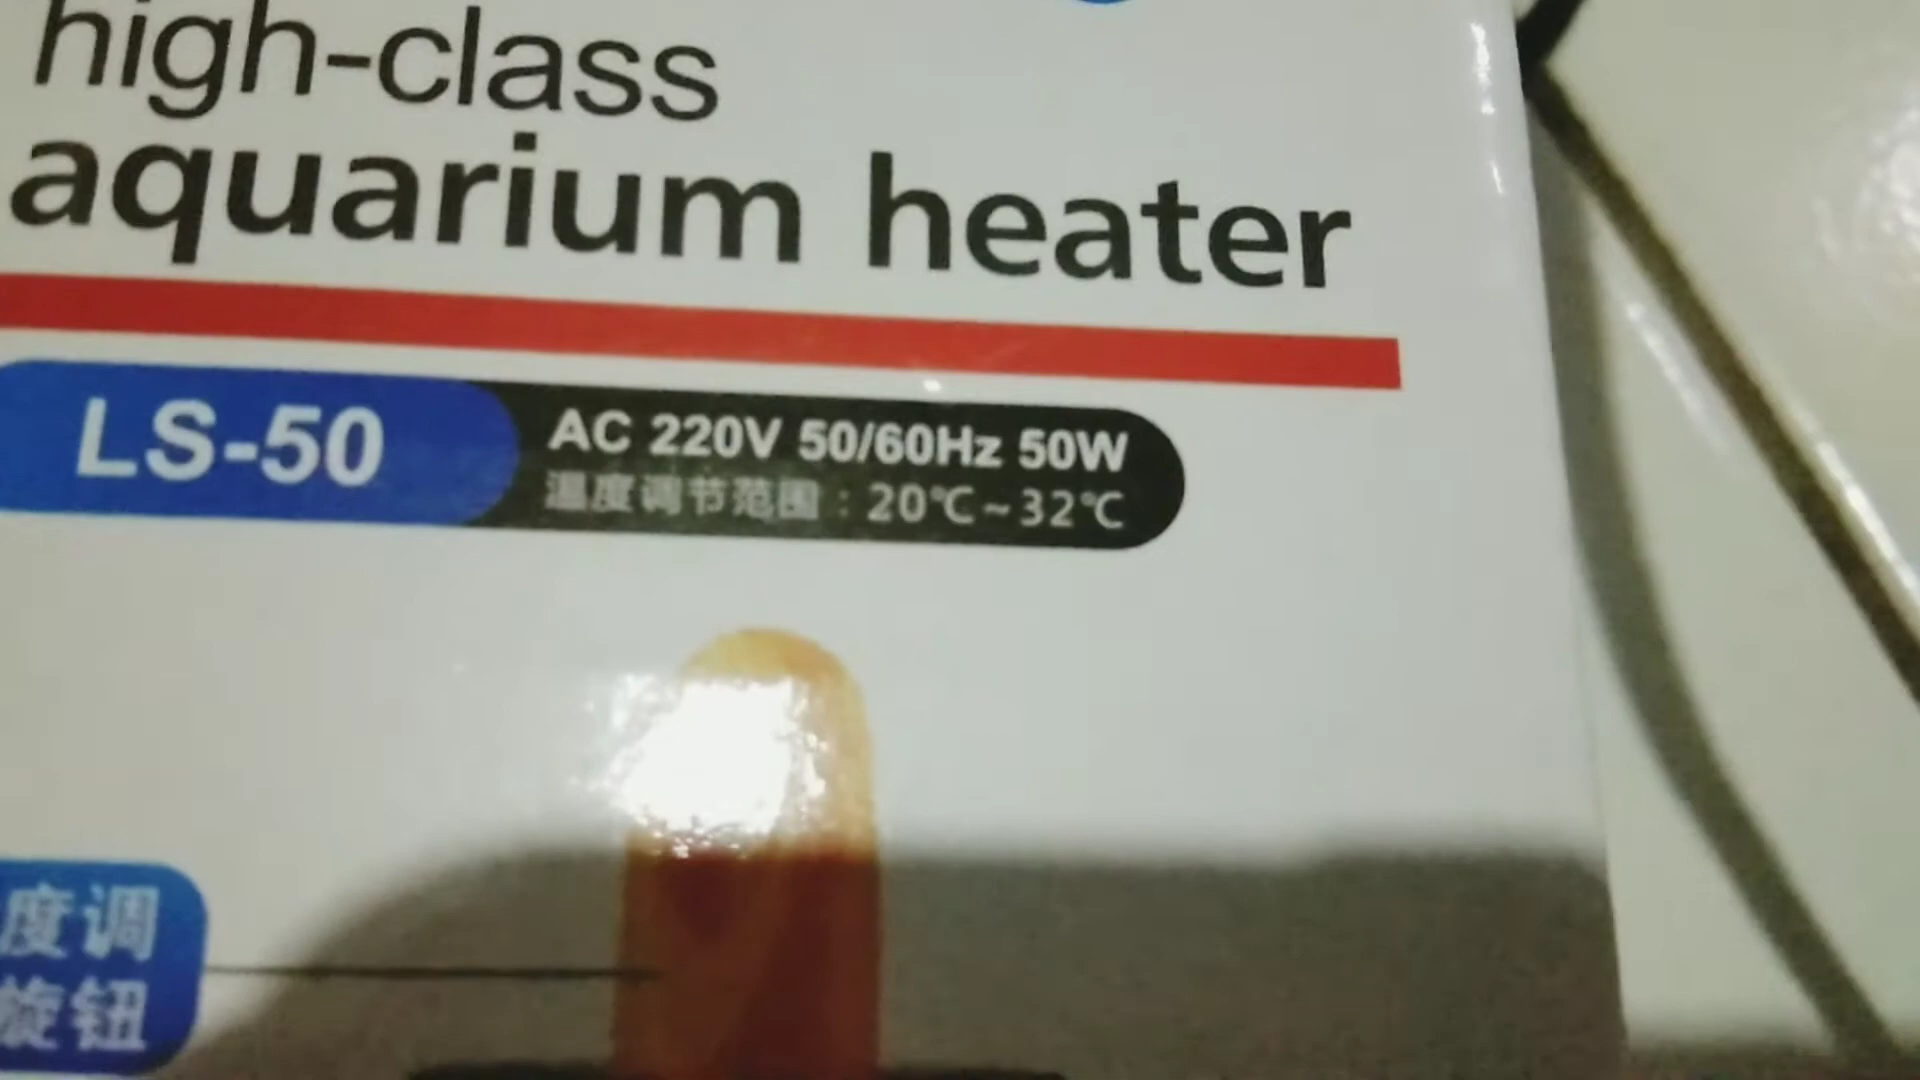 high-class
aquarium heater
LS-50
AC 220V 50/60Hz 50W
温度调节范围：20℃~32℃
度调
旋钮